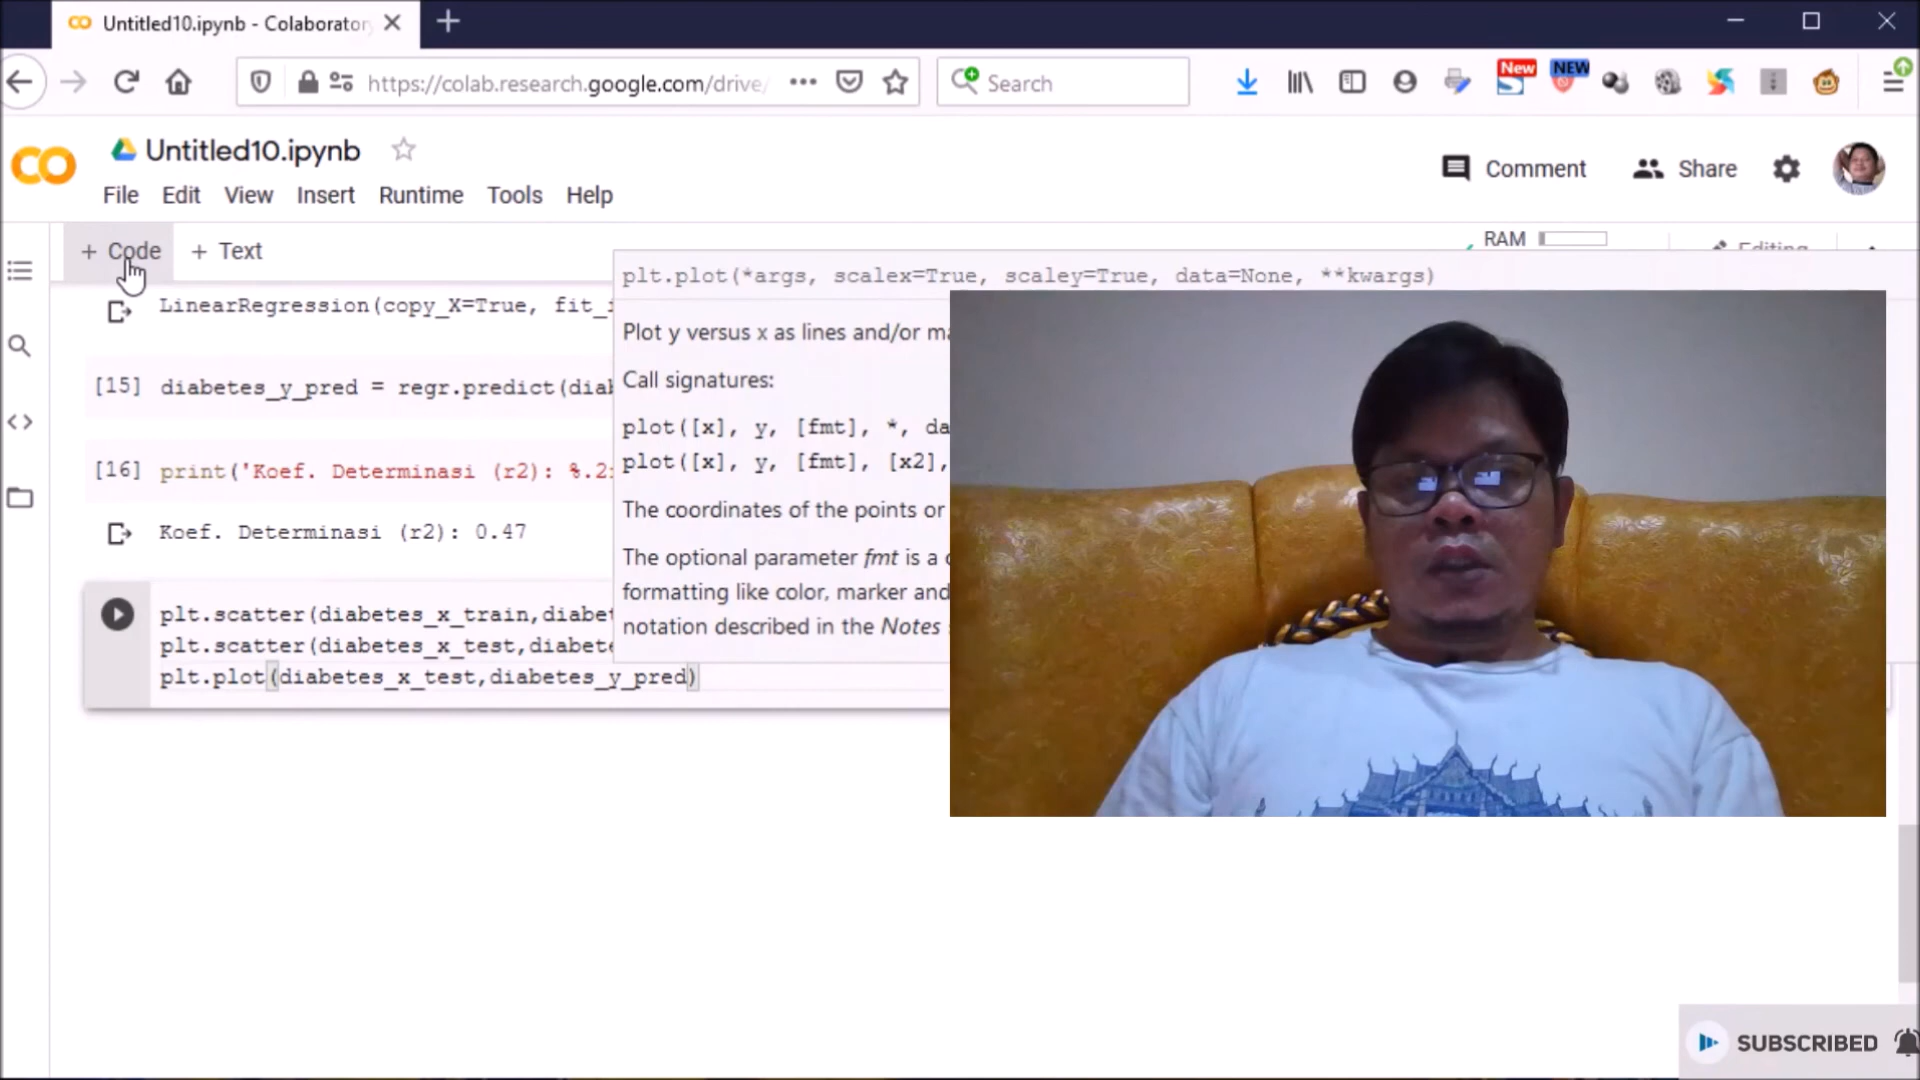 Untitled10.ipynb - Colaboratory
https://colab.research.google.com/drive/
Search
New
NEW
CO
Untitled10.ipynb
Comment
Share
File Edit View Insert Runtime Tools Help
+ Code + Text
RAM
Editing
plt.plot(*args, scalex=True, scaley=True, data=None, **kwargs)
LinearRegression(copy_X=True, fit_
Plot y versus x as lines and/or ma
Call signatures:
[15] diabetes_y_pred = regr.predict(dia
plot([x], y, [fmt], *, da
plot([x], y, [fmt], [x2],
[16] print('Koef. Determinasi (r2): %.2
The coordinates of the points or
Koef. Determinasi (r2): 0.47
The optional parameter fmt is a
formatting like color, marker and
notation described in the Notes
plt.scatter(diabetes_x_train,diabet
plt.scatter(diabetes_x_test,diabete
plt.plot(diabetes_x_test,diabetes_y_pred)
SUBSCRIBED